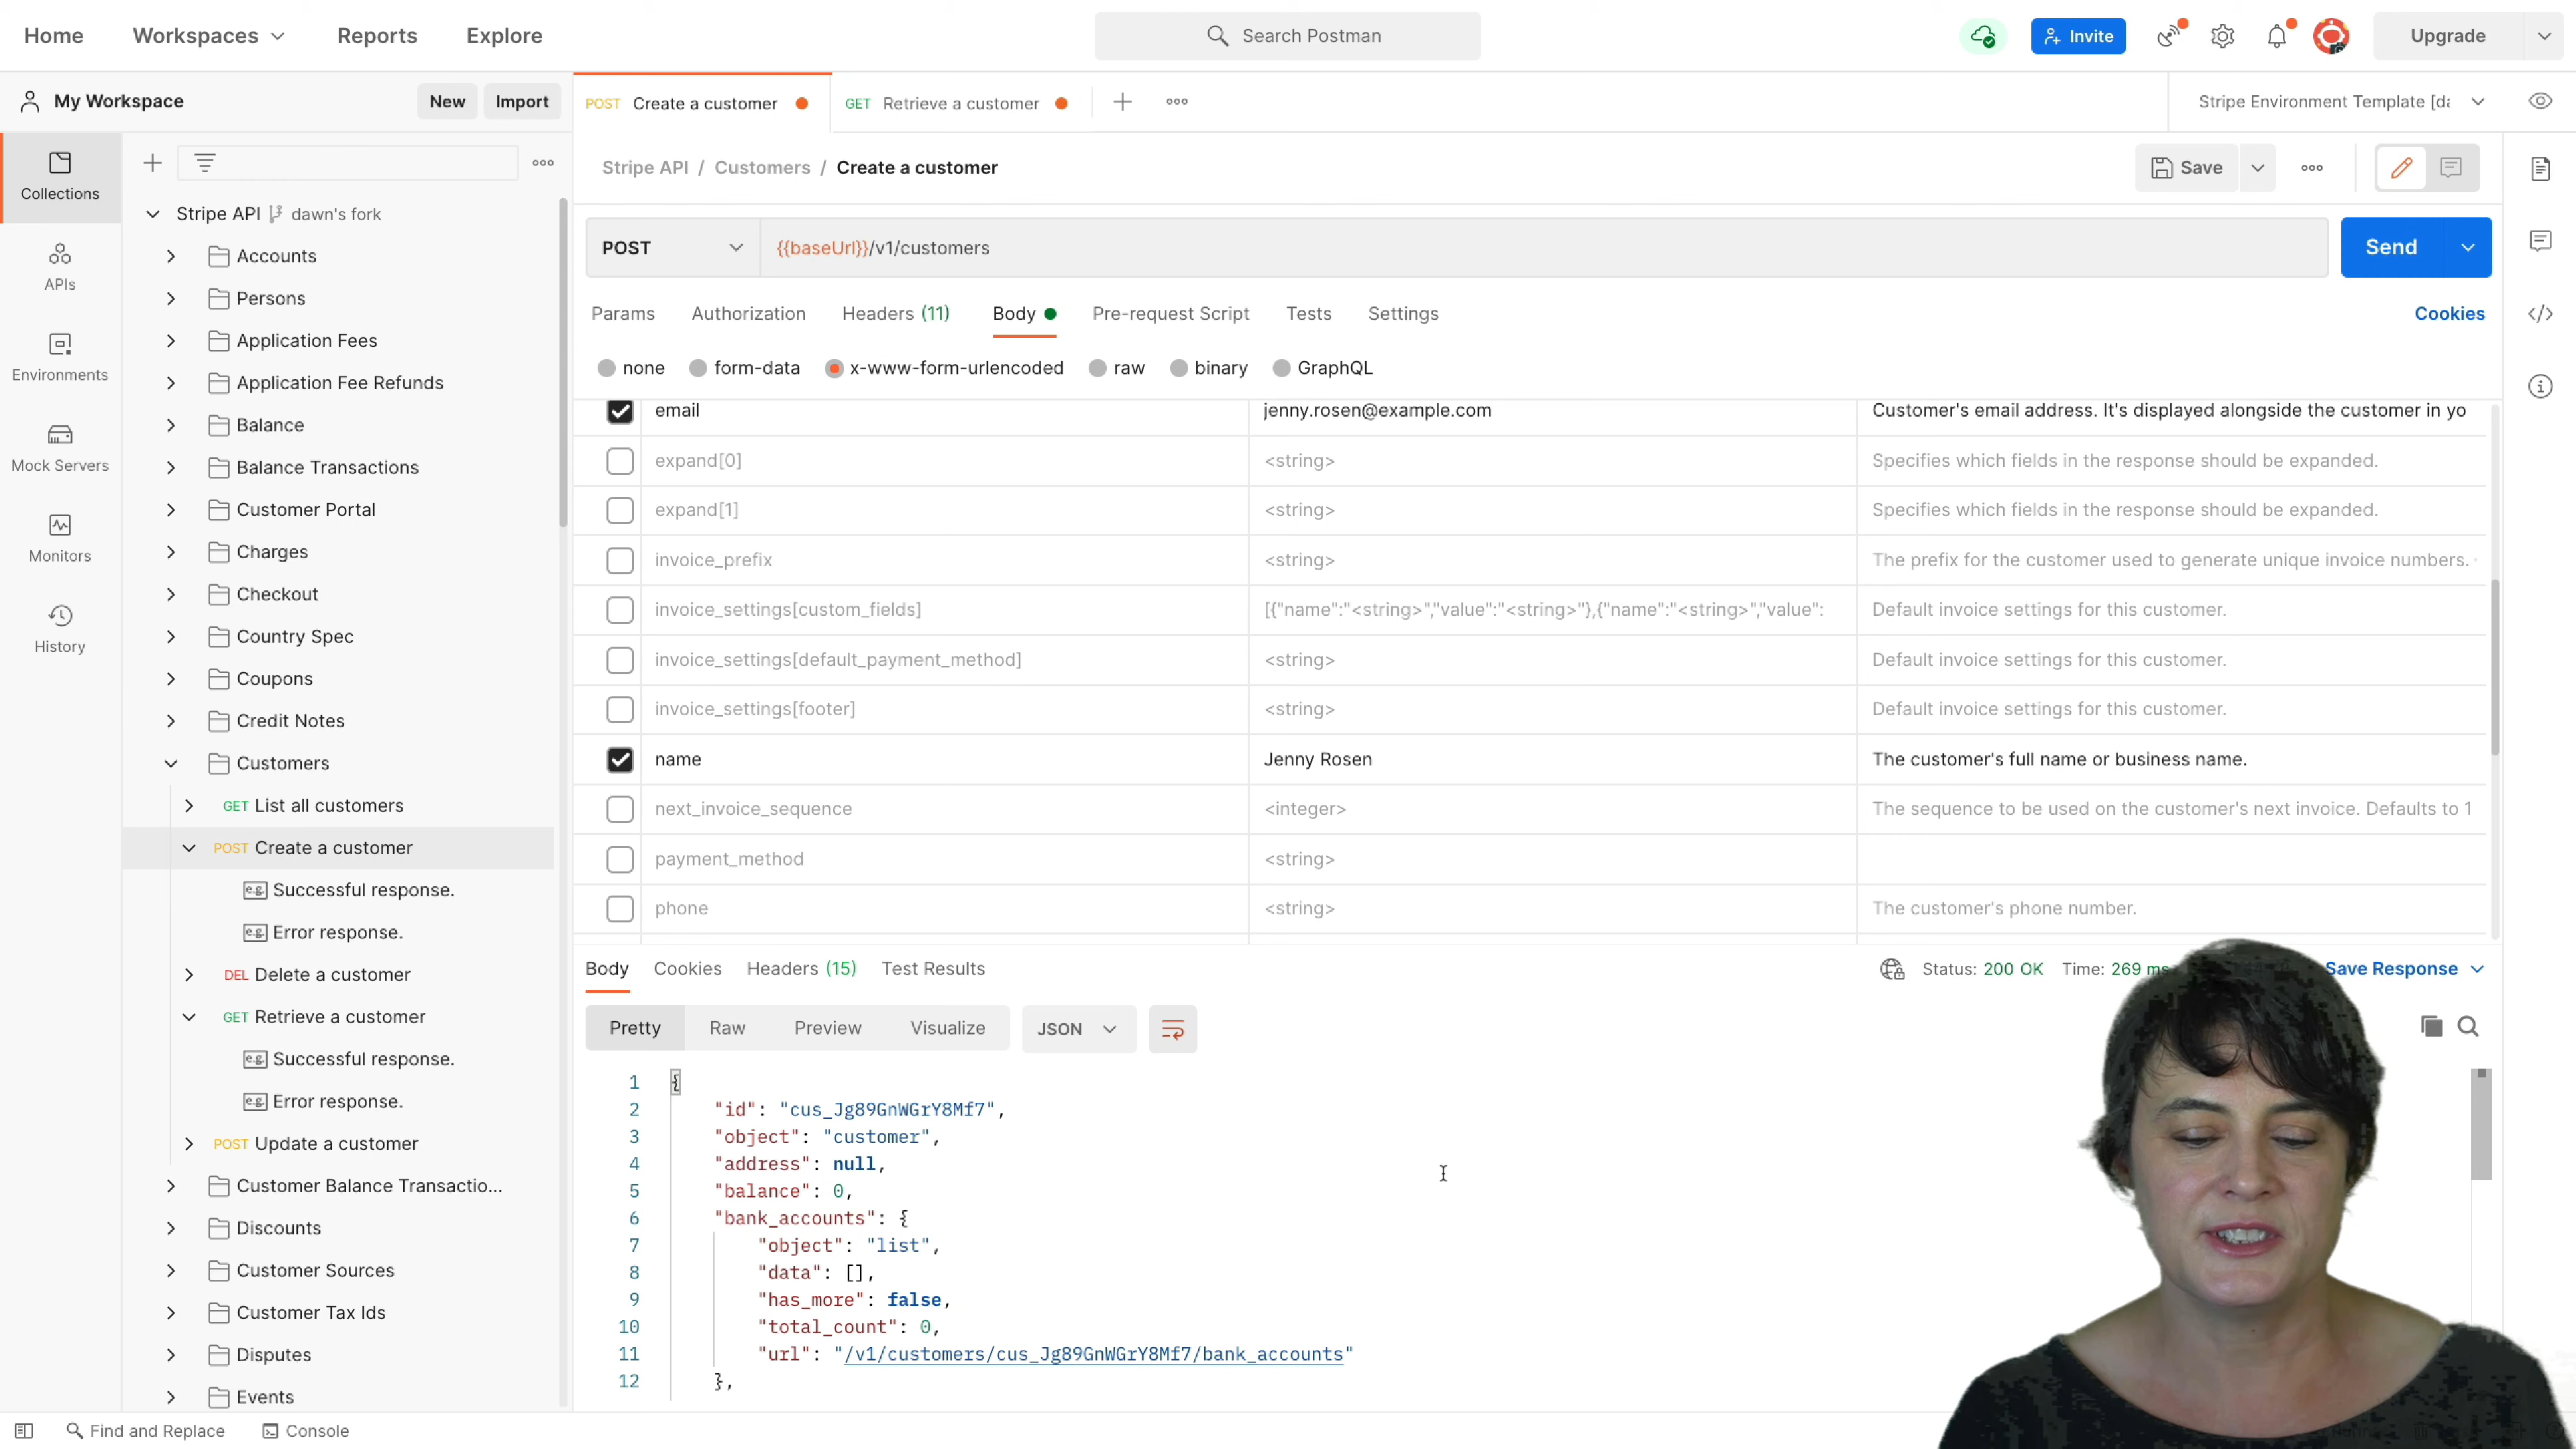 Home Workspaces Reports Explore Search Postman Invite Upgrade
My Workspace New Import POST Create a customer GET Retrieve a customer Stripe Environment Template [da
Collections
APIs
Environments
Mock Servers
Monitors
History
Stripe API dawn's fork
Accounts
Persons
Application Fees
Application Fee Refunds
Balance
Balance Transactions
Customer Portal
Charges
Checkout
Country Spec
Coupons
Credit Notes
Customers
GET List all customers
POST Create a customer
e.g. Successful response.
e.g. Error response.
DEL Delete a customer
GET Retrieve a customer
e.g. Successful response.
e.g. Error response.
POST Update a customer
Customer Balance Transactio...
Discounts
Customer Sources
Customer Tax Ids
Disputes
Events
Stripe API / Customers / Create a customer Save
POST {{baseUrl}}/v1/customers Send
Params Authorization Headers (11) Body Pre-request Script Tests Settings Cookies
none form-data x-www-form-urlencoded raw binary GraphQL
email jenny.rosen@example.com Customer's email address. It's displayed alongside the customer in yo
expand[0] <string> Specifies which fields in the response should be expanded.
expand[1] <string> Specifies which fields in the response should be expanded.
invoice_prefix <string> The prefix for the customer used to generate unique invoice numbers.
invoice_settings[custom_fields] [{"name":"<string>","value":"<string>"},{"name":"<string>","value": Default invoice settings for this customer.
invoice_settings[default_payment_method] <string> Default invoice settings for this customer.
invoice_settings[footer] <string> Default invoice settings for this customer.
name Jenny Rosen The customer's full name or business name.
next_invoice_sequence <integer> The sequence to be used on the customer's next invoice. Defaults to 1
payment_method <string>
phone <string> The customer's phone number.
Body Cookies Headers (15) Test Results Status: 200 OK Time: 269 ms Save Response
Pretty Raw Preview Visualize JSON
1 {
2 "id": "cus_Jg89GnWGrY8Mf7",
3 "object": "customer",
4 "address": null,
5 "balance": 0,
6 "bank_accounts": {
7 "object": "list",
8 "data": [],
9 "has_more": false,
10 "total_count": 0,
11 "url": "/v1/customers/cus_Jg89GnWGrY8Mf7/bank_accounts"
12 },
Find and Replace Console